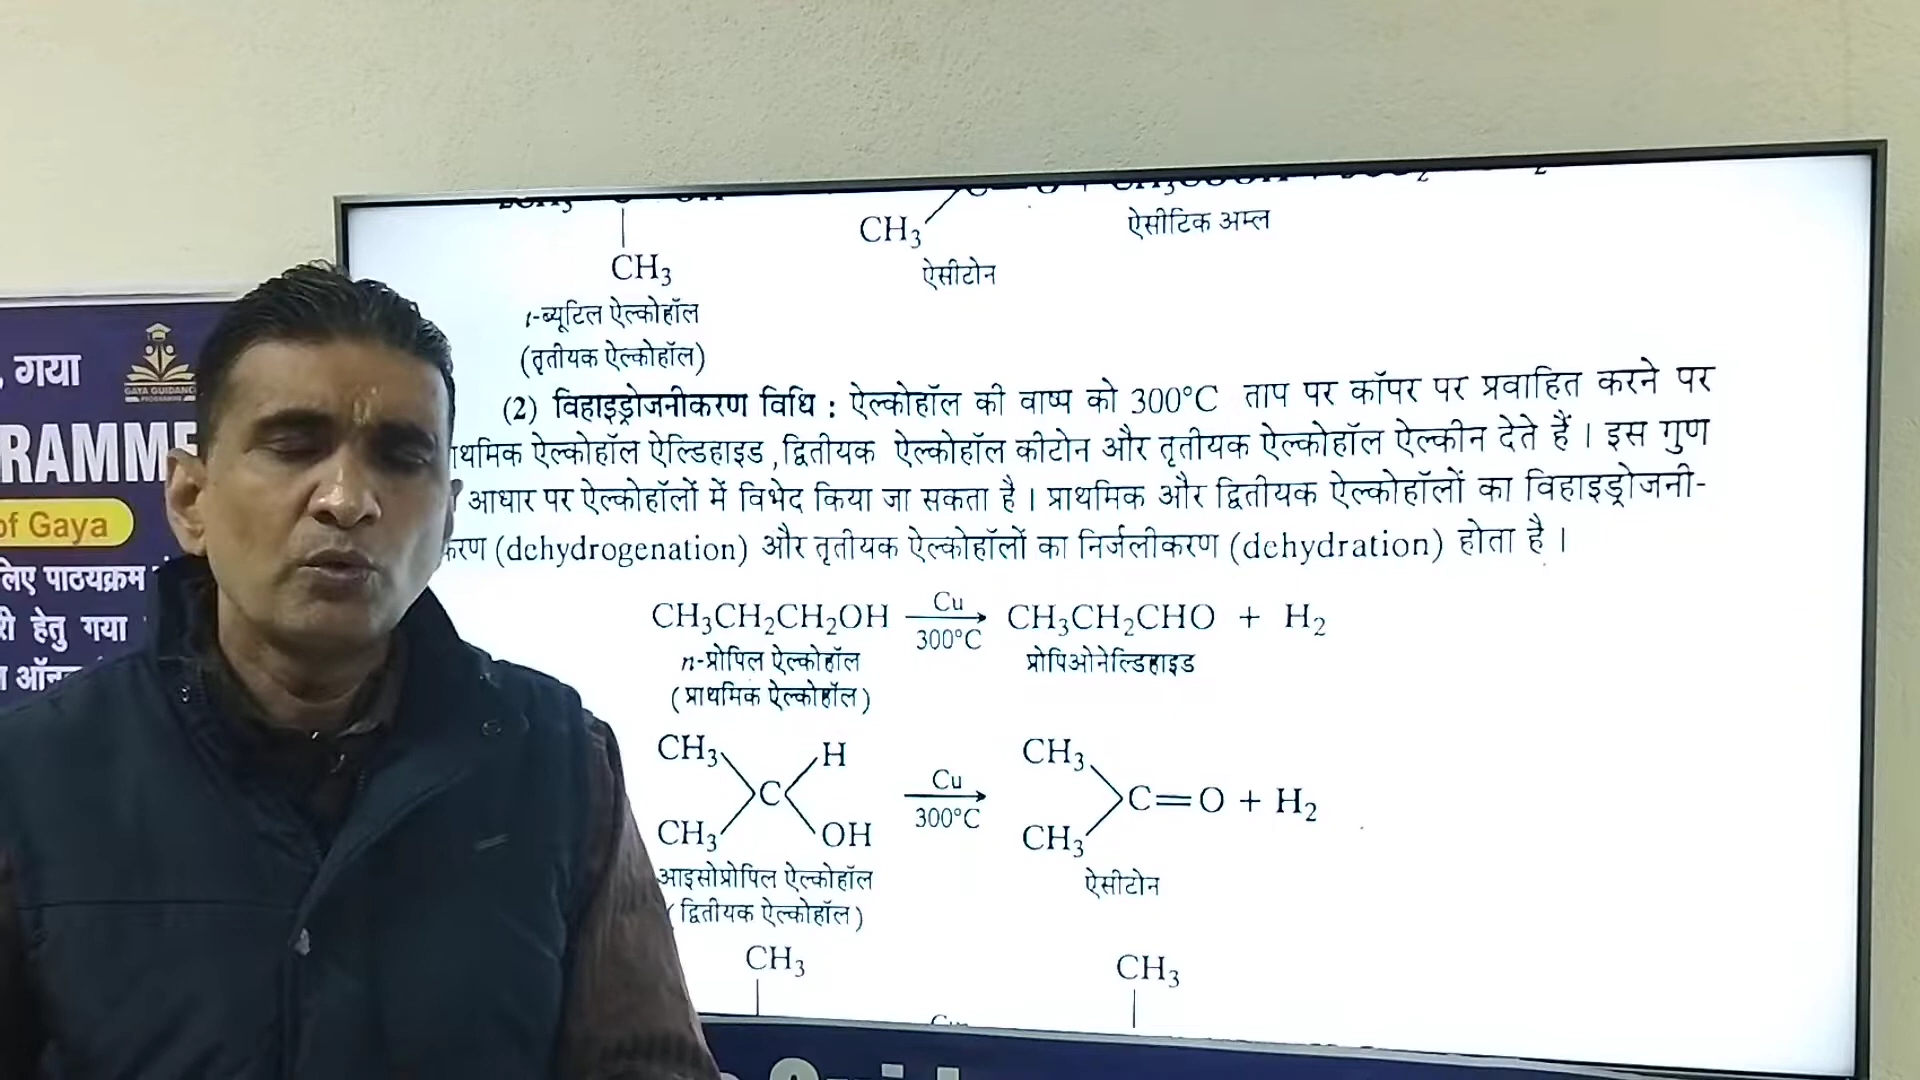 CH₃
ऐसीटिक अम्ल
CH₃
ऐसीटोन
t-ब्यूटिल ऐल्कोहॉल
(तृतीयक ऐल्कोहॉल)
(2) विहाइड्रोजनीकरण विधि : ऐल्कोहॉल की वाष्प को 300°C ताप पर कॉपर पर प्रवाहित करने पर
थमिक ऐल्कोहॉल ऐल्डिहाइड, द्वितीयक ऐल्कोहॉल कीटोन और तृतीयक ऐल्कोहॉल ऐल्कीन देते हैं । इस गुण
आधार पर ऐल्कोहॉलों में विभेद किया जा सकता है । प्राथमिक और द्वितीयक ऐल्कोहॉलों का विहाइड्रोजनी-
करण (dehydrogenation) और तृतीयक ऐल्कोहॉलों का निर्जलीकरण (dehydration) होता है ।
CH₃CH₂CH₂OH Cu 300°C CH₃CH₂CHO + H₂
n-प्रोपिल ऐल्कोहॉल प्रोपिओनेल्डिहाइड
(प्राथमिक ऐल्कोहॉल)
CH₃ H CH₃
C Cu 300°C C=O + H₂
CH₃ OH CH₃
आइसोप्रोपिल ऐल्कोहॉल ऐसीटोन
(द्वितीयक ऐल्कोहॉल)
CH₃ CH₃
, गया
GAYA GUIDANC
PROGRAMME
RAMME
of Gaya
लिए पाठ्यक्रम
री हेतु गया